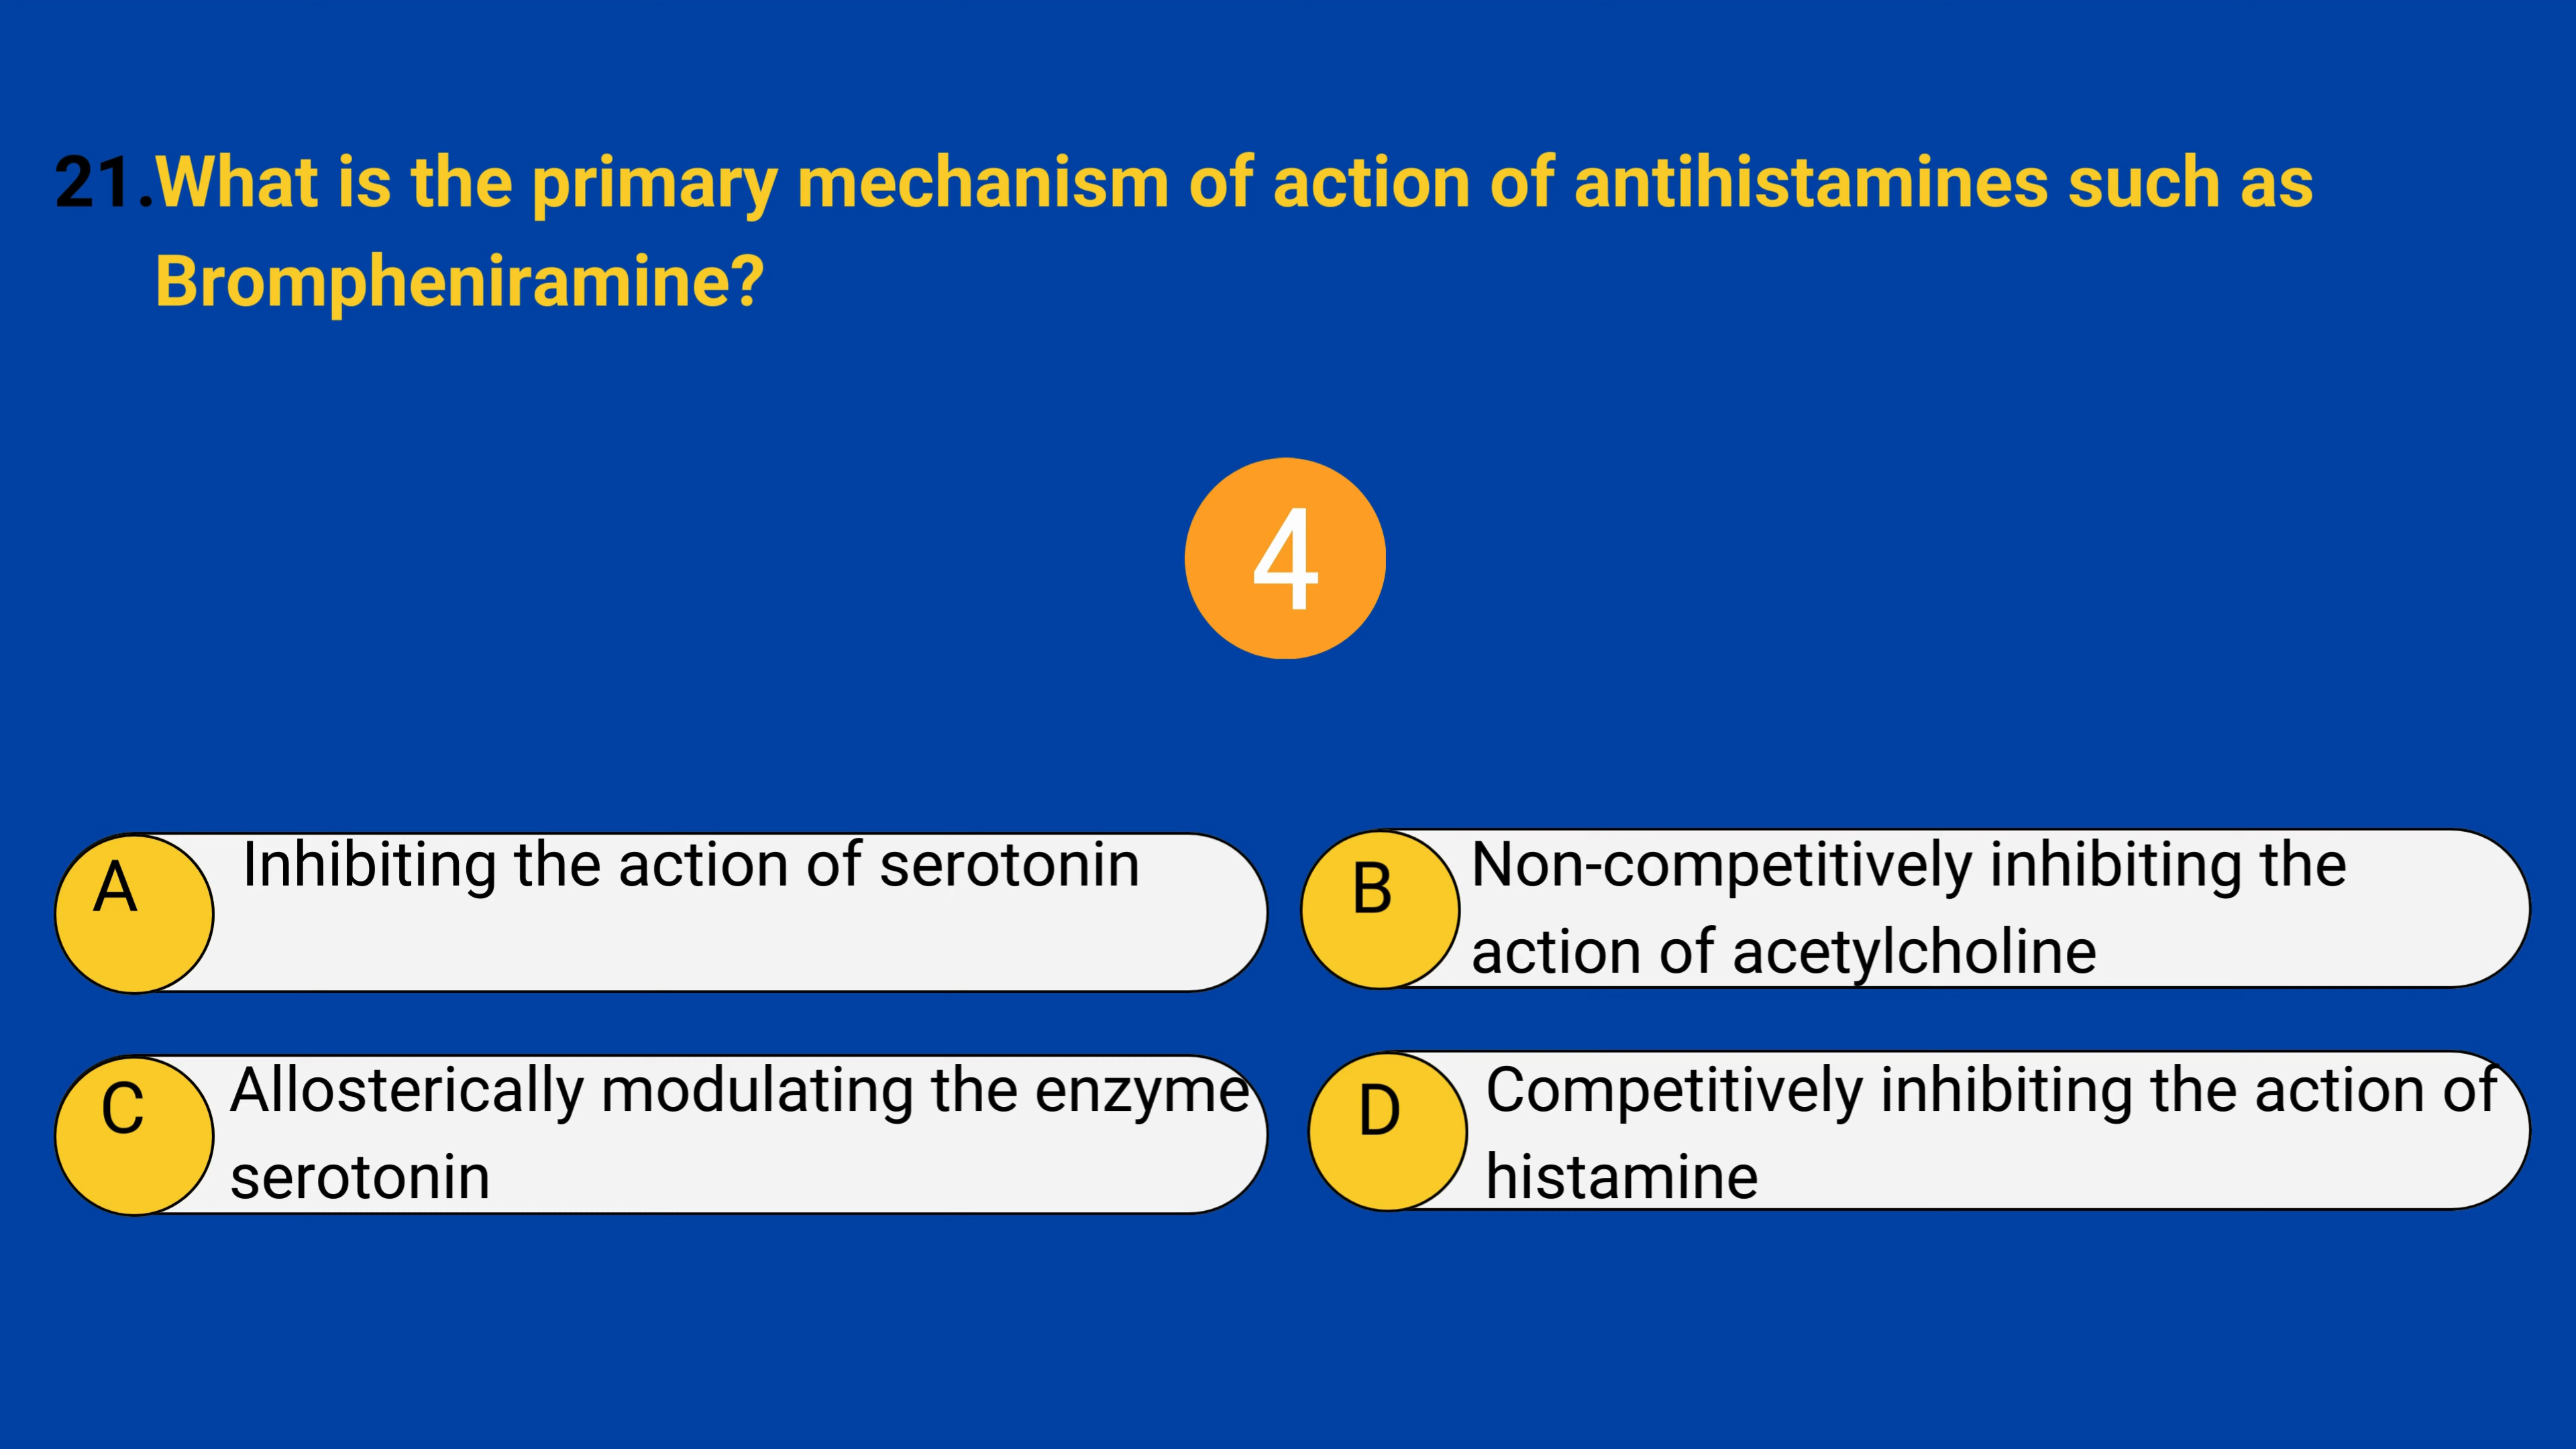 21.What is the primary mechanism of action of antihistamines such as
Brompheniramine?
4
A
Inhibiting the action of serotonin
B
Non-competitively inhibiting the
action of acetylcholine
C
Allosterically modulating the enzyme
serotonin
D
Competitively inhibiting the action of
histamine